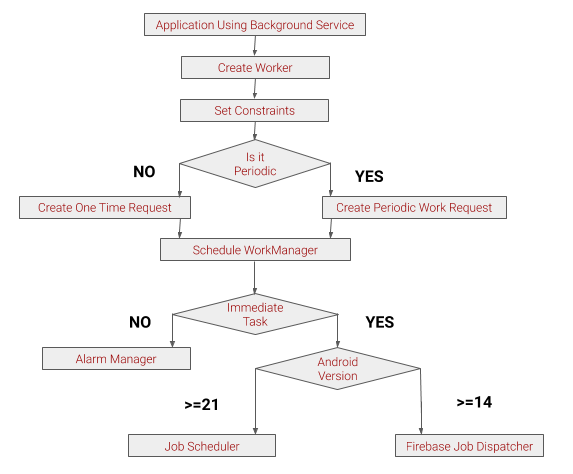 Application Using Background Service
Create Worker
Set Constraints
Is it
Periodic
NO
YES
Create One Time Request
Create Periodic Work Request
Schedule WorkManager
Immediate
Task
NO
YES
Alarm Manager
Android
Version
>=21
>=14
Job Scheduler
Firebase Job Dispatcher